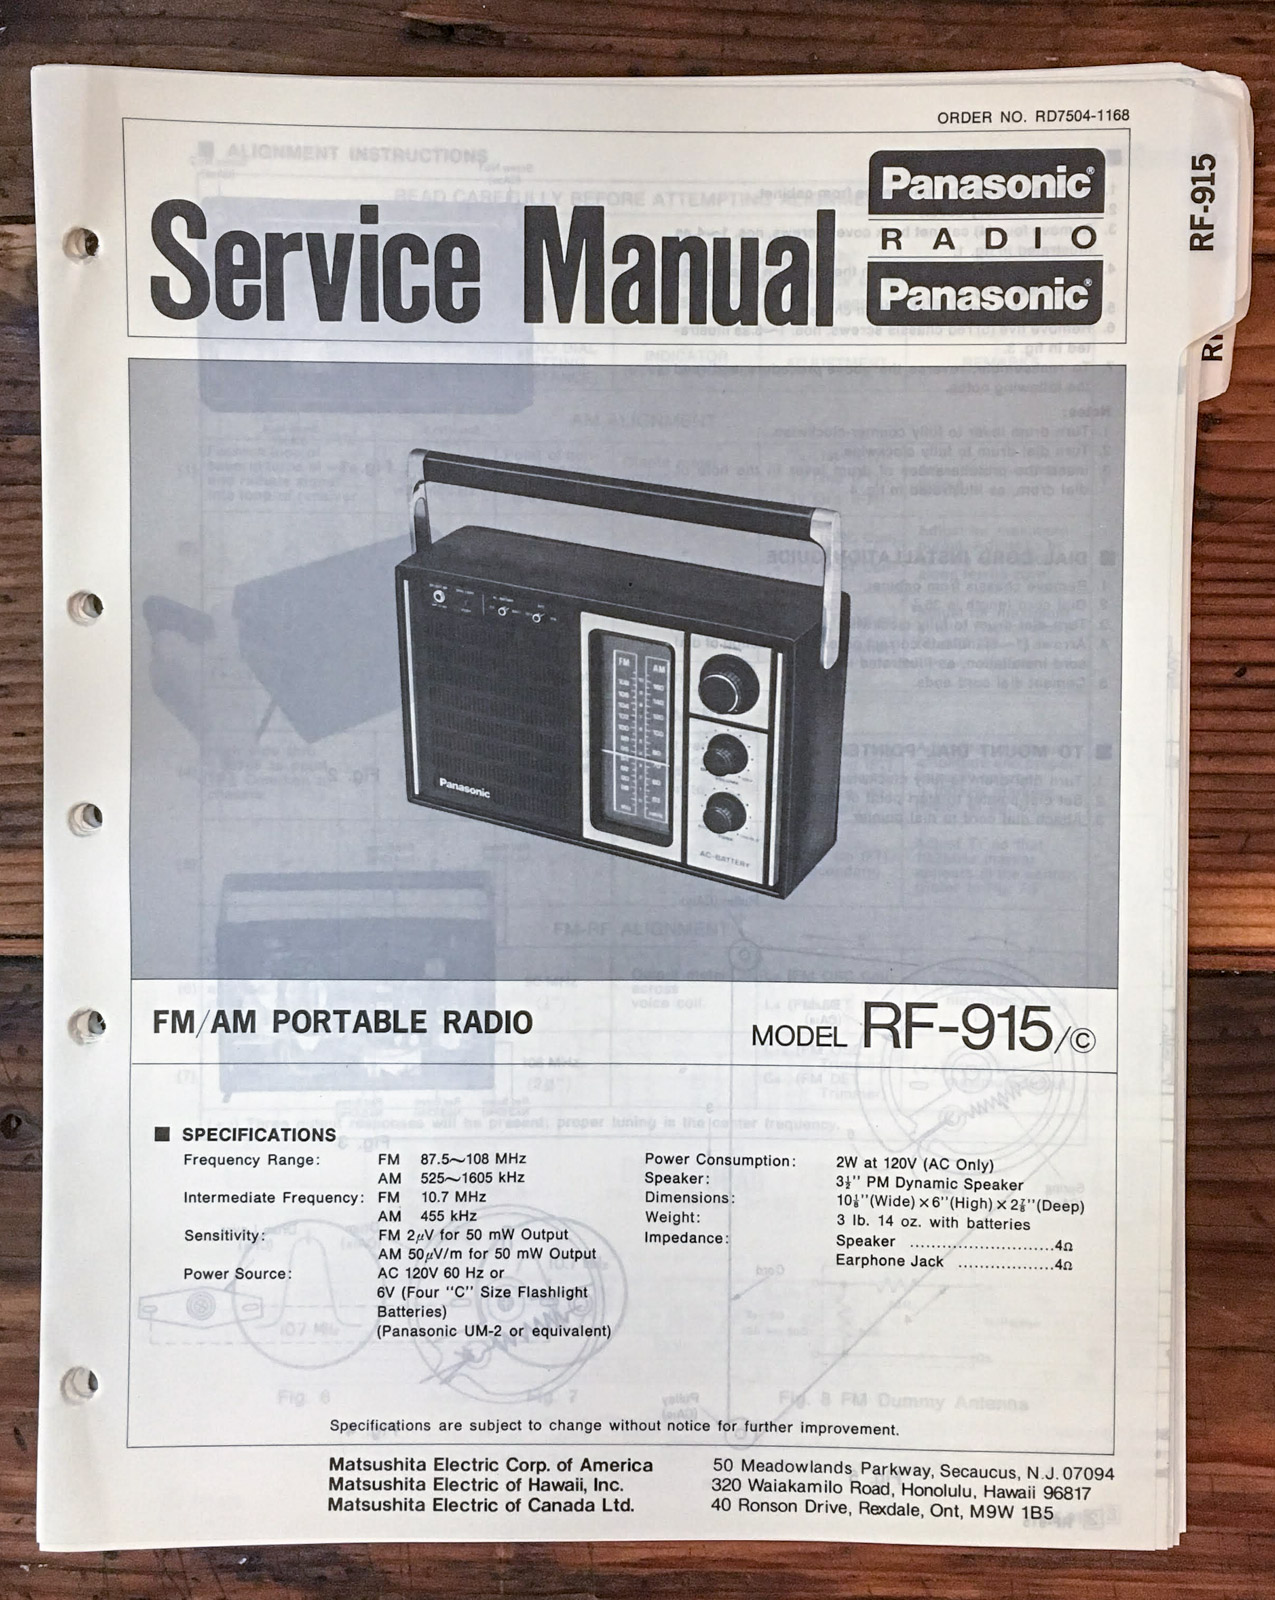 ORDER NO. RD7504-1168
RF-915
Service Manual
Panasonic®
RADIO
Panasonic®
FM AM
Panasonic
AC-BATTERY
FM/AM PORTABLE RADIO
MODEL RF-915/©
■ SPECIFICATIONS
Frequency Range: FM 87.5~108 MHz
AM 525~1605 kHz
Intermediate Frequency: FM 10.7 MHz
AM 455 kHz
Sensitivity: FM 2μV for 50 mW Output
AM 50μV/m for 50 mW Output
Power Source: AC 120V 60 Hz or
6V (Four "C" Size Flashlight
Batteries)
(Panasonic UM-2 or equivalent)
Power Consumption: 2W at 120V (AC Only)
Speaker: 3½" PM Dynamic Speaker
Dimensions: 10⅛"(Wide)×6"(High)×2⅞"(Deep)
Weight: 3 lb. 14 oz. with batteries
Impedance: Speaker ...........................4Ω
Earphone Jack ..................4Ω
Specifications are subject to change without notice for further improvement.
Matsushita Electric Corp. of America 50 Meadowlands Parkway, Secaucus, N.J. 07094
Matsushita Electric of Hawaii, Inc. 320 Waiakamilo Road, Honolulu, Hawaii 96817
Matsushita Electric of Canada Ltd. 40 Ronson Drive, Rexdale, Ont, M9W 1B5